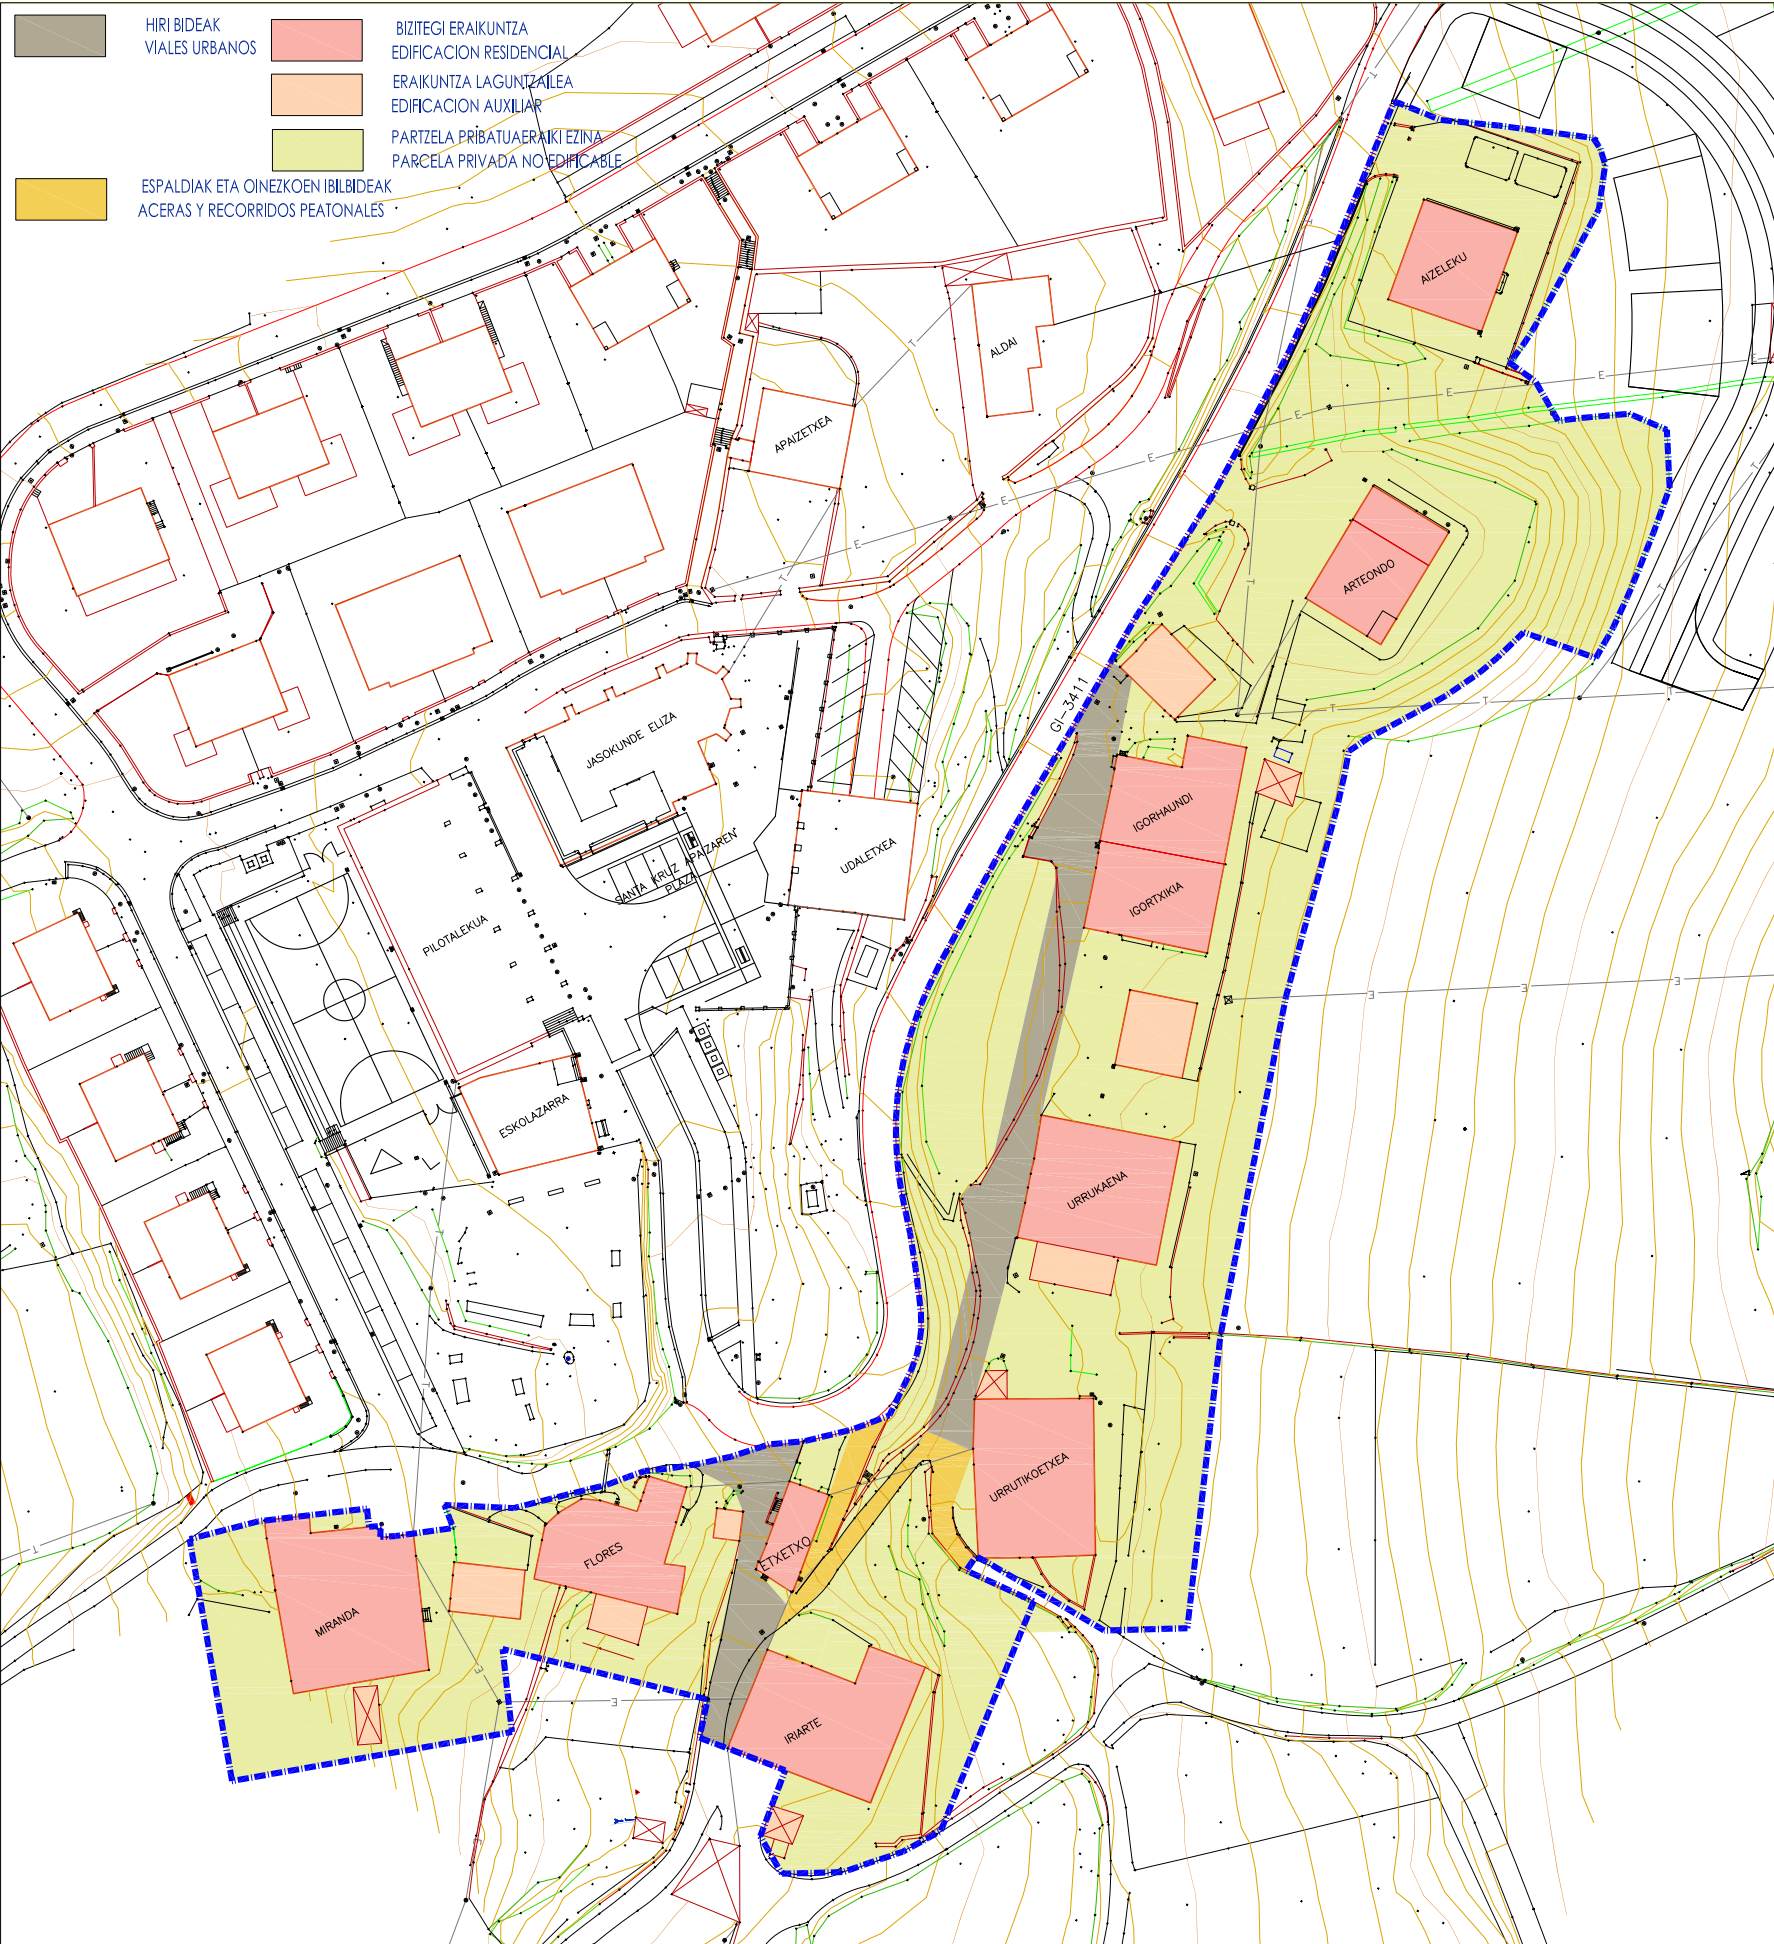 HIRI BIDEAK
VIALES URBANOS
BIZITEGI ERAIKUNTZA
EDIFICACION RESIDENCIAL
ERAIKUNTZA LAGUNTZAILEA
EDIFICACION AUXILIAR
PARTZELA PRIBATUAERAIKI EZINA
PARCELA PRIVADA NO EDIFICABLE
ESPALDIAK ETA OINEZKOEN IBILBIDEAK
ACERAS Y RECORRIDOS PEATONALES
AIZELEKU
ALDAI
APAIZETXEA
ARTEONDO
GI-3411
JASOKUNDE ELIZA
IGORHAUNDI
UDALETXEA
SANTA KRUZ APAIZAREN
PLAZA
IGORTXIKIA
PILOTALEKUA
ESKOLAZARRA
URRUKAENA
URRUTIKOETXEA
FLORES
ETXETXO
MIRANDA
IRIARTE
T
T
T
T
T
T
T
T
T
T
T
E
E
E
E
E
E
E
E
E
E
E